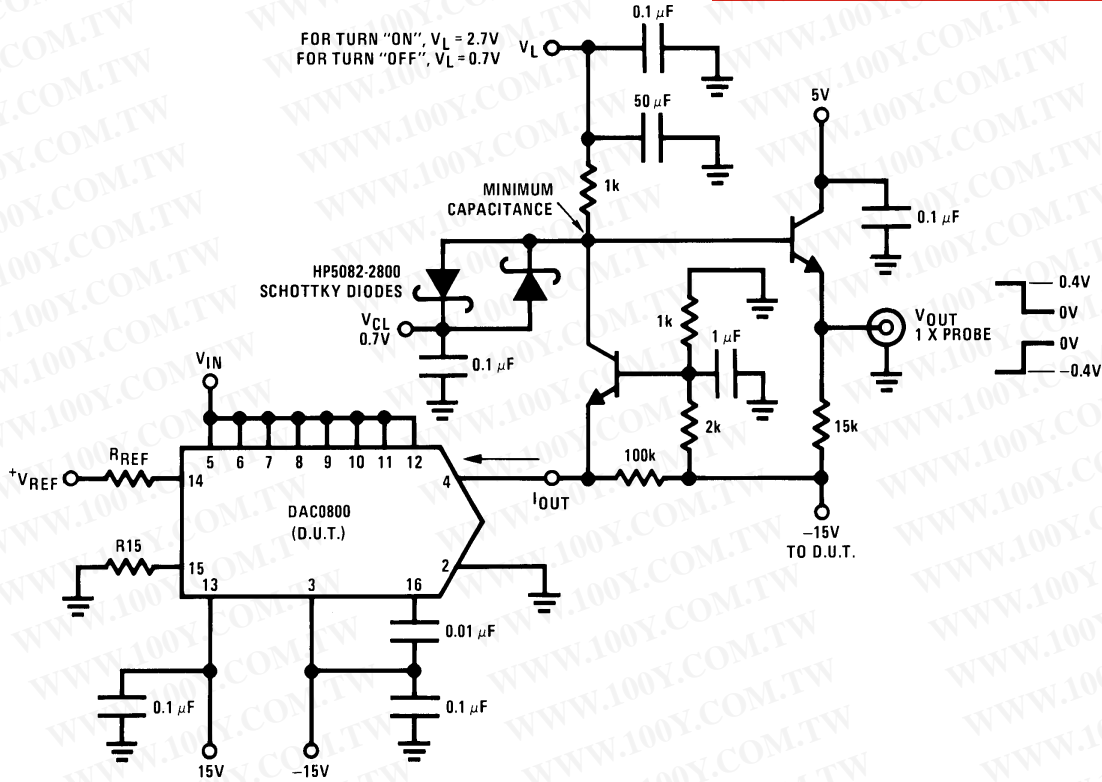 FOR TURN "ON", VL = 2.7V
FOR TURN "OFF", VL = 0.7V
VL
0.1 µF
50 µF
5V
1k
MINIMUM
CAPACITANCE
0.1 µF
HP5082-2800
SCHOTTKY DIODES
VCL
0.7V
0.1 µF
1k
1 µF
VOUT
1 X PROBE
0.4V
0V
0V
−0.4V
VIN
2k
15k
100k
5 6 7 8 9 10 11 12
+VREF
RREF
14
4
IOUT
DAC0800
(D.U.T.)
−15V
TO D.U.T.
R15
15
2
13
3
16
0.01 µF
0.1 µF
0.1 µF
15V
−15V
WWW.100Y.COM.TW